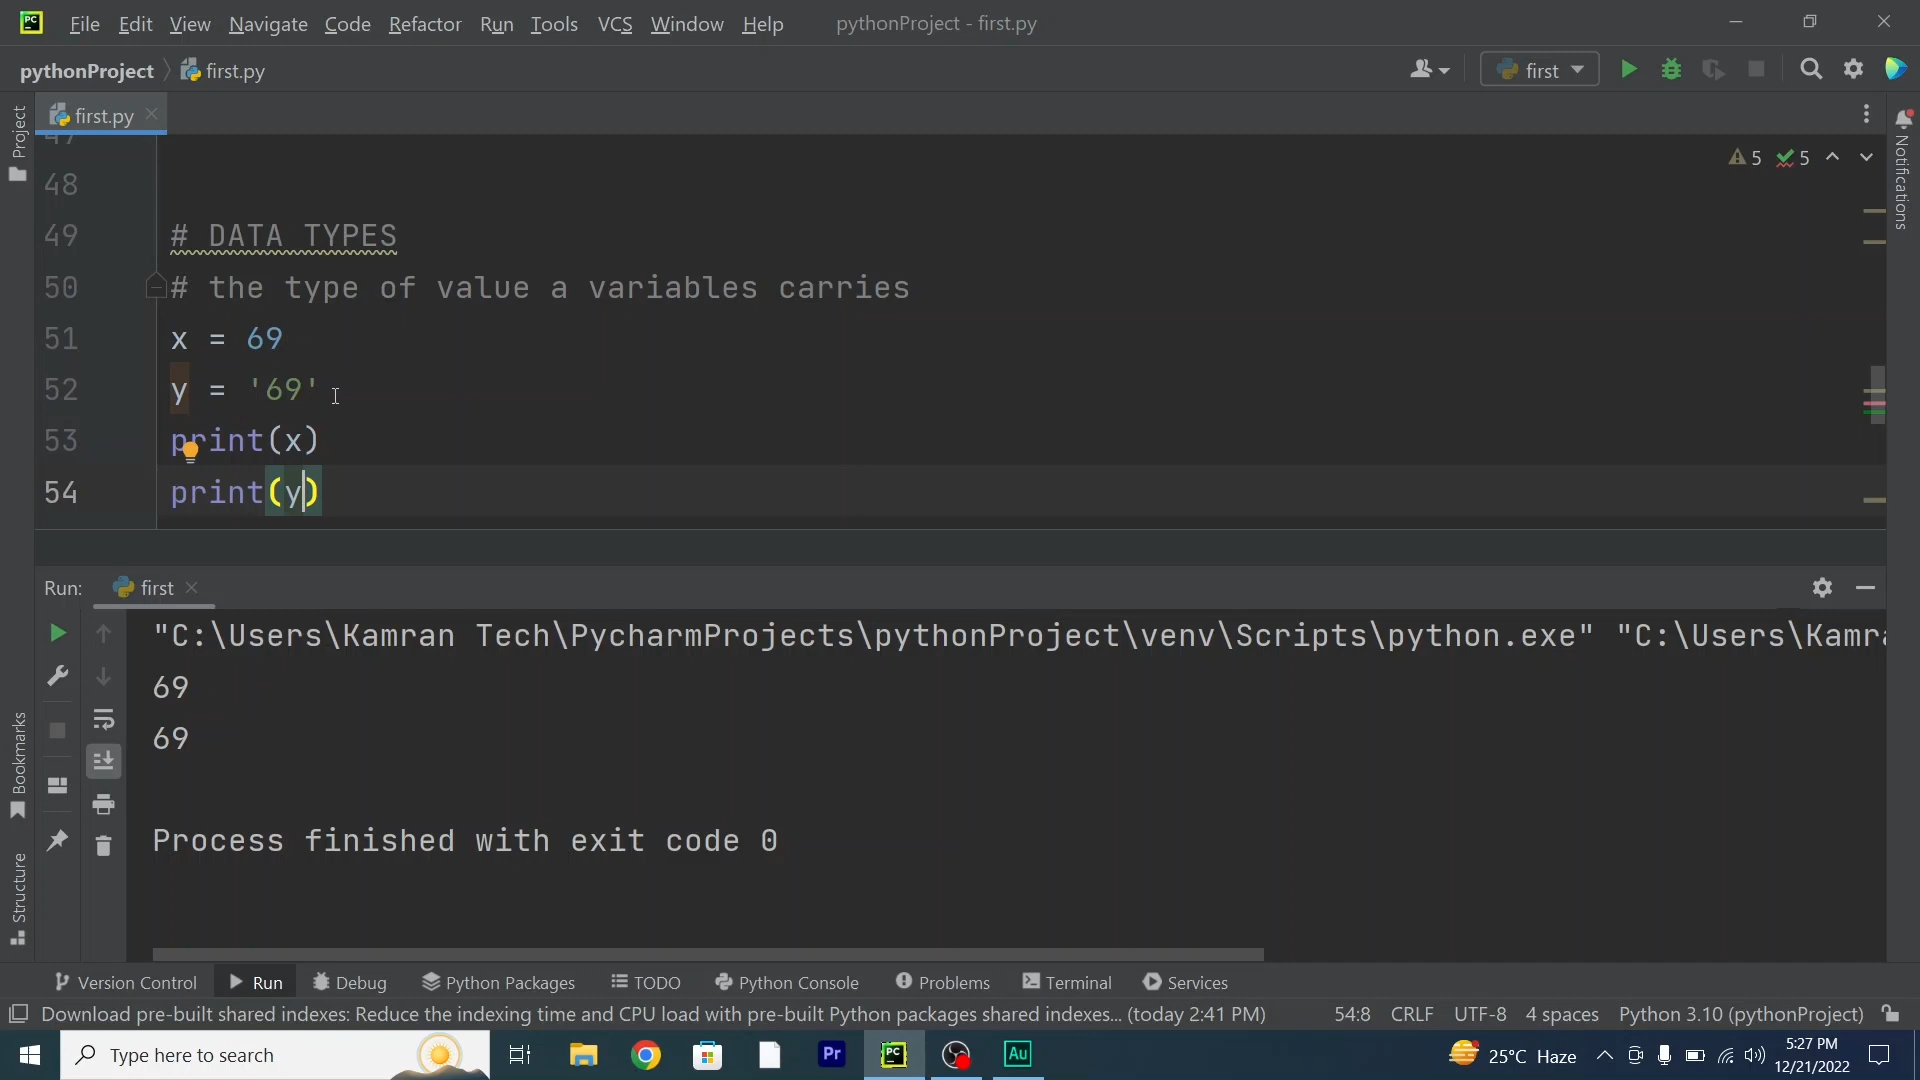 PC File Edit View Navigate Code Refactor Run Tools VCS Window Help pythonProject - first.py
pythonProject first.py first
Project
first.py
Notifications
5 5
47
48
49 # DATA TYPES
50 # the type of value a variables carries
51 x = 69
52 y = '69'
53 print(x)
54 print(y)
Run: first
"C:\Users\Kamran Tech\PycharmProjects\pythonProject\venv\Scripts\python.exe" "C:\Users\Kamra
69
69
Process finished with exit code 0
Bookmarks
Structure
Version Control Run Debug Python Packages TODO Python Console Problems Terminal Services
Download pre-built shared indexes: Reduce the indexing time and CPU load with pre-built Python packages shared indexes... (today 2:41 PM) 54:8 CRLF UTF-8 4 spaces Python 3.10 (pythonProject)
Type here to search Pr PC Au 25°C Haze 5:27 PM
12/21/2022